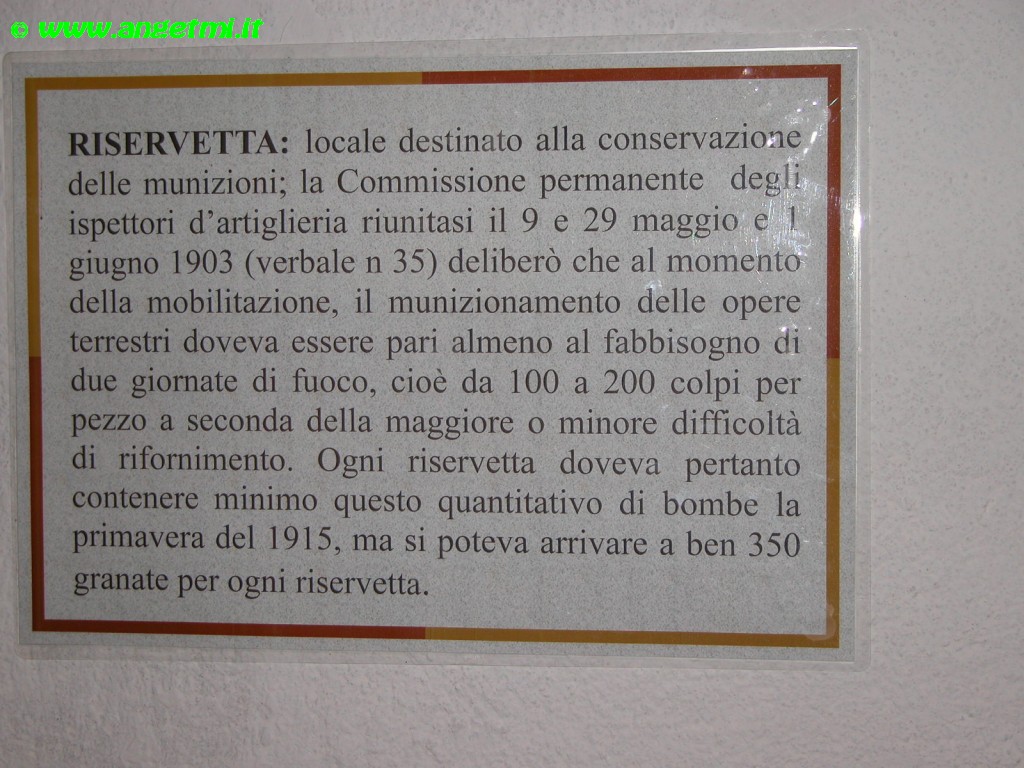 © www.angetmi.it
RISERVETTA: locale destinato alla conservazione
delle munizioni; la Commissione permanente degli
ispettori d'artiglieria riunitasi il 9 e 29 maggio e 1
giugno 1903 (verbale n 35) deliberò che al momento
della mobilitazione, il munizionamento delle opere
terrestri doveva essere pari almeno al fabbisogno di
due giornate di fuoco, cioè da 100 a 200 colpi per
pezzo a seconda della maggiore o minore difficoltà
di rifornimento. Ogni riservetta doveva pertanto
contenere minimo questo quantitativo di bombe la
primavera del 1915, ma si poteva arrivare a ben 350
granate per ogni riservetta.